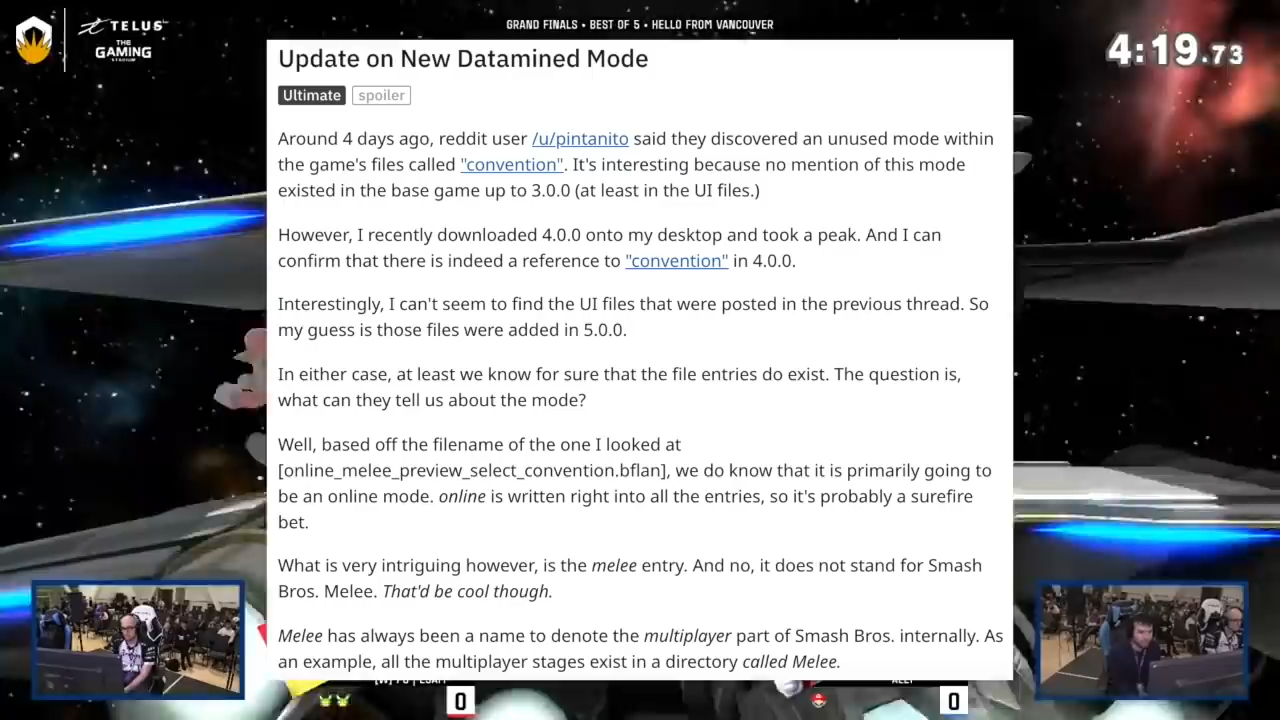 TELUS
THE
GAMING
GRAND FINALS • BEST OF 5 • HELLO FROM VANCOUVER
4:19.73
Update on New Datamined Mode
Ultimate spoiler
Around 4 days ago, reddit user /u/pintanito said they discovered an unused mode within
the game's files called "convention". It's interesting because no mention of this mode
existed in the base game up to 3.0.0 (at least in the UI files.)
However, I recently downloaded 4.0.0 onto my desktop and took a peak. And I can
confirm that there is indeed a reference to "convention" in 4.0.0.
Interestingly, I can't seem to find the UI files that were posted in the previous thread. So
my guess is those files were added in 5.0.0.
In either case, at least we know for sure that the file entries do exist. The question is,
what can they tell us about the mode?
Well, based off the filename of the one I looked at
[online_melee_preview_select_convention.bflan], we do know that it is primarily going to
be an online mode. online is written right into all the entries, so it's probably a surefire
bet.
What is very intriguing however, is the melee entry. And no, it does not stand for Smash
Bros. Melee. That'd be cool though.
Melee has always been a name to denote the multiplayer part of Smash Bros. internally. As
an example, all the multiplayer stages exist in a directory called Melee.
0
0